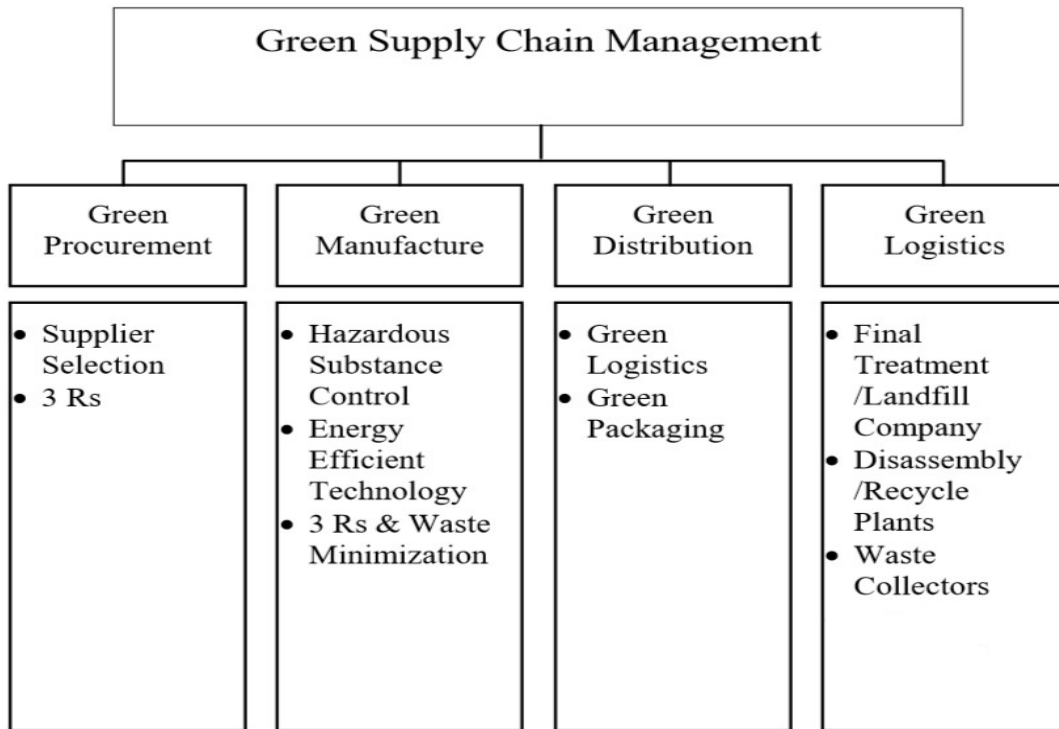 Green Supply Chain Management
Green
Procurement
Green
Manufacture
Green
Distribution
Green
Logistics
• Supplier
Selection
• 3 Rs
• Hazardous
Substance
Control
• Energy
Efficient
Technology
• 3 Rs & Waste
Minimization
• Green
Logistics
• Green
Packaging
• Final
Treatment
/Landfill
Company
• Disassembly
/Recycle
Plants
• Waste
Collectors